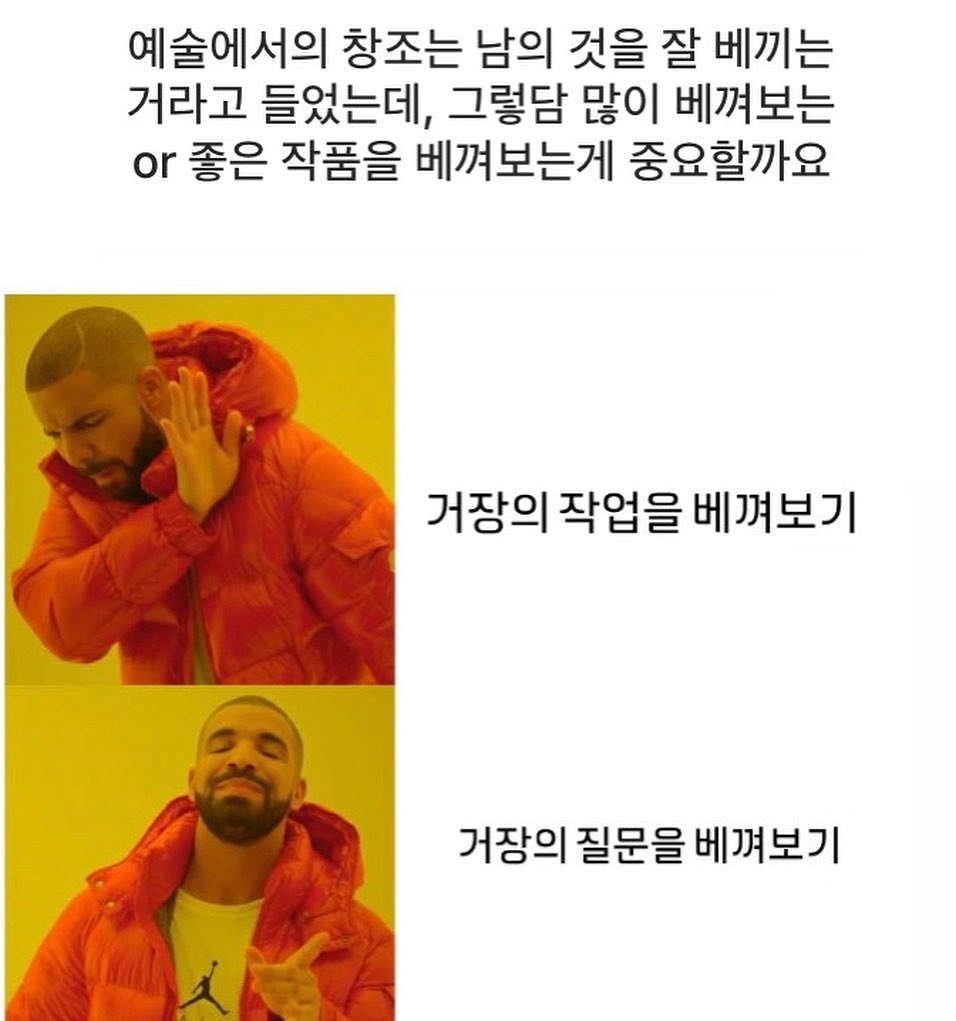 예술에서의 창조는 남의 것을 잘 베끼는
거라고 들었는데, 그렇담 많이 베껴보는
or 좋은 작품을 베껴보는게 중요할까요
거장의 작업을 베껴보기
거장의 질문을 베껴보기